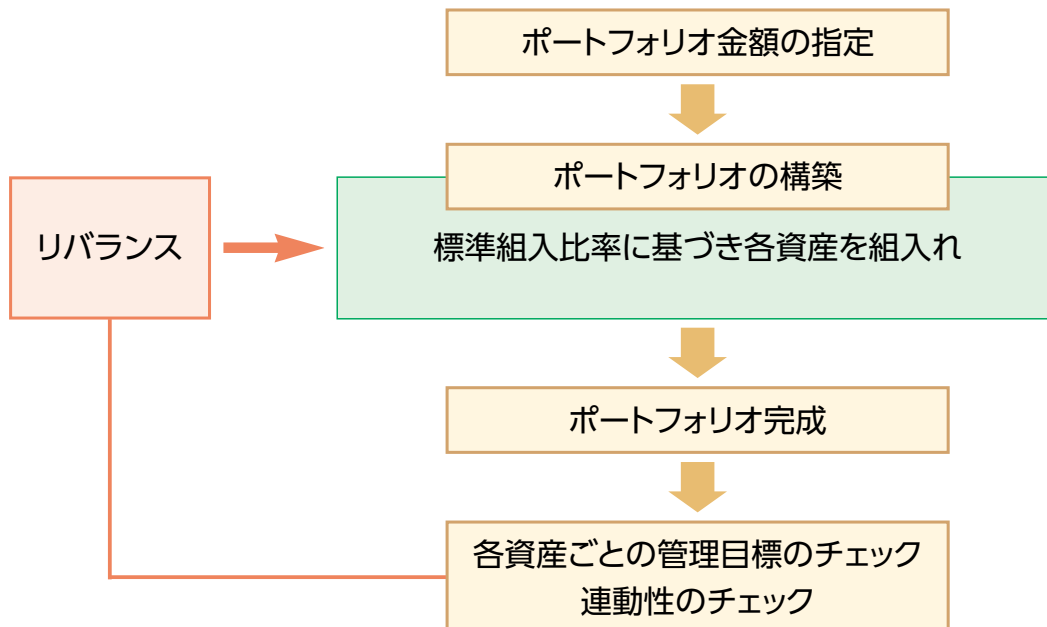 ポートフォリオ金額の指定
ポートフォリオの構築
リバランス
標準組入比率に基づき各資産を組入れ
ポートフォリオ完成
各資産ごとの管理目標のチェック
連動性のチェック